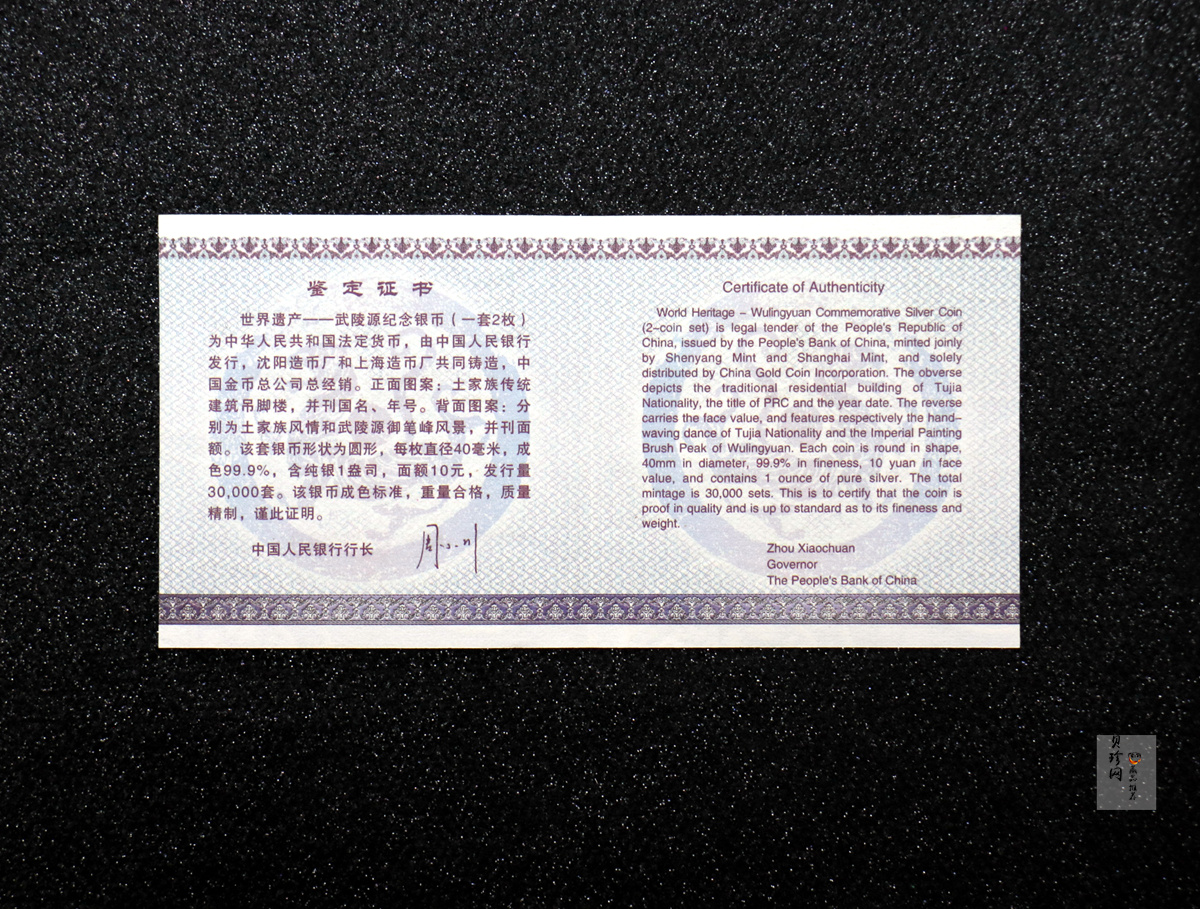 鉴定证书
世界遗产——武陵源纪念银币（一套2枚）
为中华人民共和国法定货币，由中国人民银行
发行，沈阳造币厂和上海造币厂共同铸造，中
国金币总公司总经销。正面图案：土家族传统
建筑吊脚楼，并刊国名、年号。背面图案：分
别为土家族风情和武陵源御笔峰风景，并刊面
额。该套银币形状为圆形，每枚直径40毫米，成
色99.9%，含纯银1盎司，面额10元，发行量
30,000套。该银币成色标准，重量合格，质量
精制，谨此证明。
中国人民银行行长
Certificate of Authenticity
World Heritage – Wulingyuan Commemorative Silver Coin
(2–coin set) is legal tender of the People's Republic of
China, issued by the People's Bank of China, minted joinly
by Shenyang Mint and Shanghai Mint, and solely
distributed by China Gold Coin Incorporation. The obverse
depicts the traditional residential building of Tujia
Nationality, the title of PRC and the year date. The reverse
carries the face value, and features respectively the hand–
waving dance of Tujia Nationality and the Imperial Painting
Brush Peak of Wulingyuan. Each coin is round in shape,
40mm in diameter, 99.9% in fineness, 10 yuan in face
value, and contains 1 ounce of pure silver. The total
mintage is 30,000 sets. This is to certify that the coin is
proof in quality and is up to standard as to its fineness and
weight.
Zhou Xiaochuan
Governor
The People's Bank of China
贝珍网